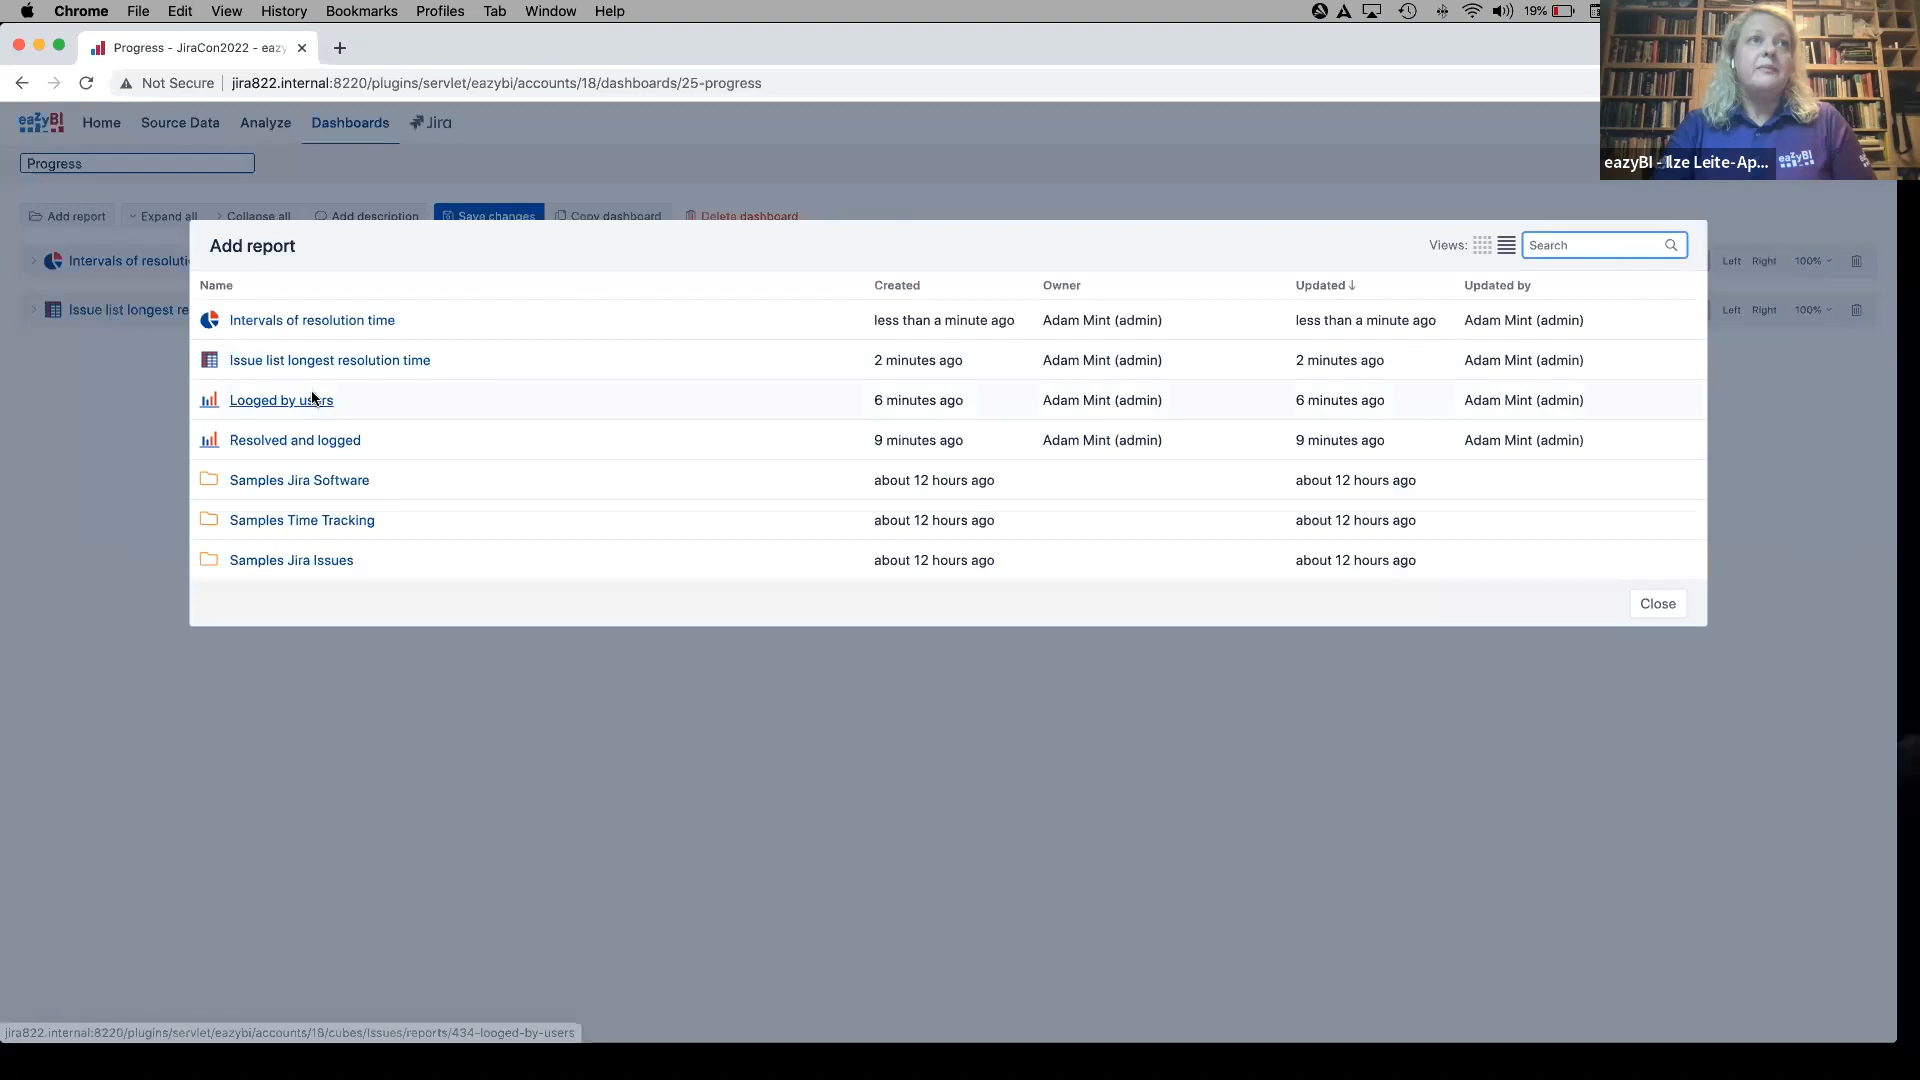 Chrome File Edit View History Bookmarks Profiles Tab Window Help 19%
Progress - JiraCon2022 - eazy
Not Secure jira822.internal:8220/plugins/servlet/eazybi/accounts/18/dashboards/25-progress
eazyBI Home Source Data Analyze Dashboards Jira
eazyBI
eazyBI - Ilze Leite-Ap...
Progress
Add report Expand all Collapse all Add description Save changes Copy dashboard Delete dashboard
Add report Views: Search
Intervals of resoluti Left Right 100%
Name Created Owner Updated ↓ Updated by
Issue list longest re Left Right 100%
Intervals of resolution time less than a minute ago Adam Mint (admin) less than a minute ago Adam Mint (admin)
Issue list longest resolution time 2 minutes ago Adam Mint (admin) 2 minutes ago Adam Mint (admin)
Looged by users 6 minutes ago Adam Mint (admin) 6 minutes ago Adam Mint (admin)
Resolved and logged 9 minutes ago Adam Mint (admin) 9 minutes ago Adam Mint (admin)
Samples Jira Software about 12 hours ago about 12 hours ago
Samples Time Tracking about 12 hours ago about 12 hours ago
Samples Jira Issues about 12 hours ago about 12 hours ago
Close
jira822.internal:8220/plugins/servlet/eazybi/accounts/18/cubes/Issues/reports/434-looged-by-users